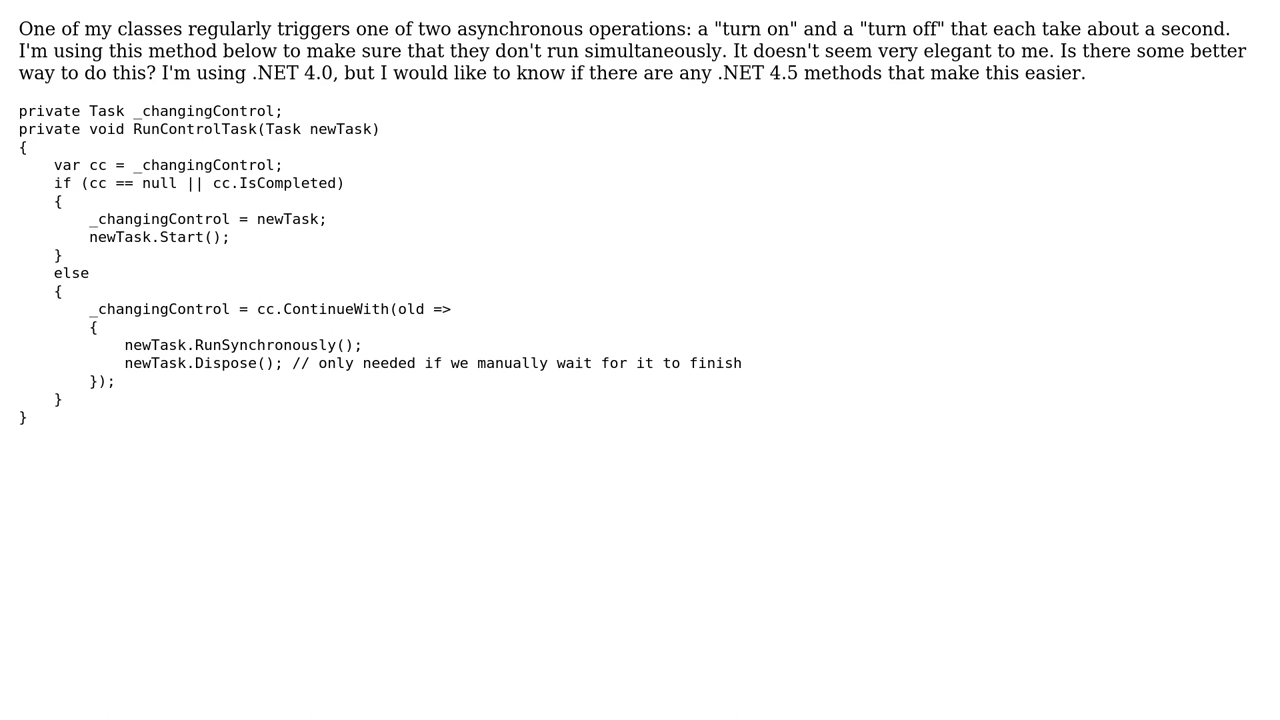 One of my classes regularly triggers one of two asynchronous operations: a "turn on" and a "turn off" that each take about a second.
I'm using this method below to make sure that they don't run simultaneously. It doesn't seem very elegant to me. Is there some better
way to do this? I'm using .NET 4.0, but I would like to know if there are any .NET 4.5 methods that make this easier.
private Task _changingControl;
private void RunControlTask(Task newTask)
{
    var cc = _changingControl;
    if (cc == null || cc.IsCompleted)
    {
        _changingControl = newTask;
        newTask.Start();
    }
    else
    {
        _changingControl = cc.ContinueWith(old =>
        {
            newTask.RunSynchronously();
            newTask.Dispose(); // only needed if we manually wait for it to finish
        });
    }
}